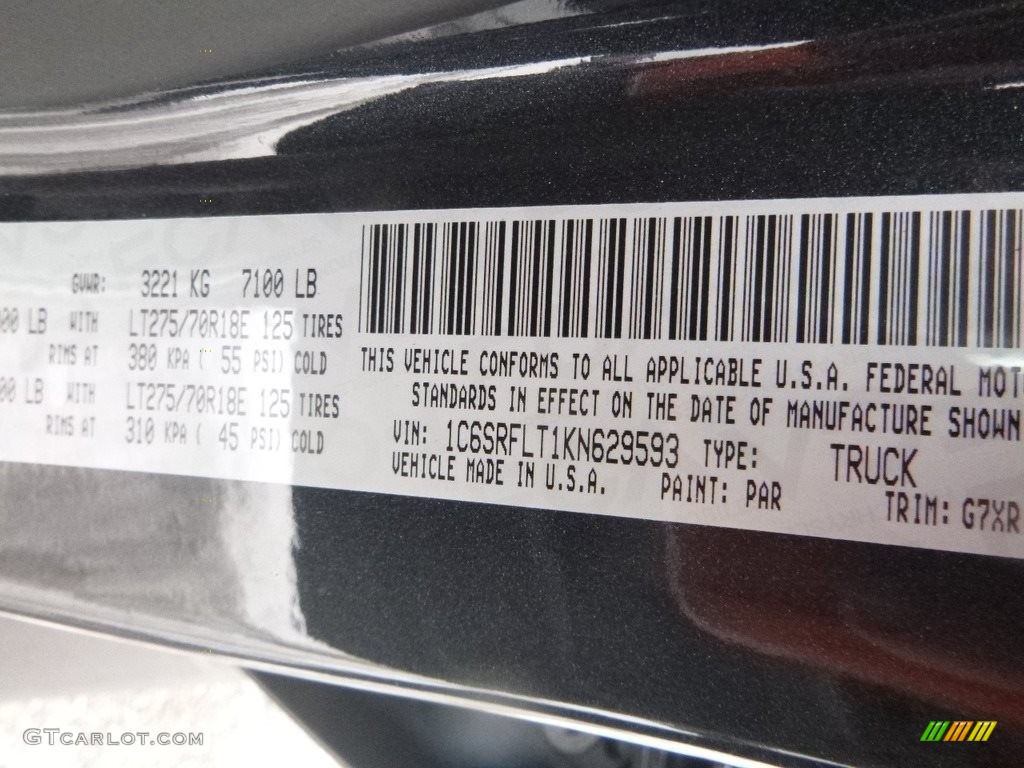 GVWR: 3221 KG 7100 LB
00 LB WITH LT275/70R18E 125 TIRES
RIMS AT 380 KPA ( 55 PSI) COLD
00 LB WITH LT275/70R18E 125 TIRES
RIMS AT 310 KPA ( 45 PSI) COLD
THIS VEHICLE CONFORMS TO ALL APPLICABLE U.S.A. FEDERAL MOT
STANDARDS IN EFFECT ON THE DATE OF MANUFACTURE SHOWN
VIN: 1C6SRFLT1KN629593 TYPE: TRUCK
VEHICLE MADE IN U.S.A. PAINT: PAR TRIM: G7XR
GTCARLOT.COM